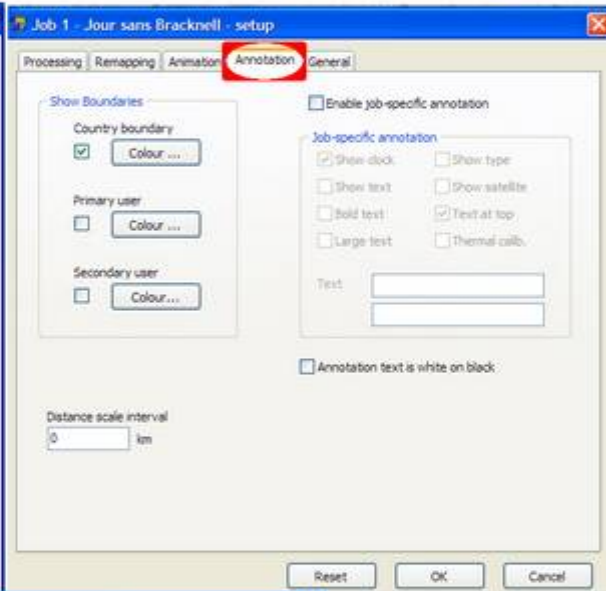 Job 1 - Jour sans Bracknell - setup
Processing Remapping Animation Annotation General
Show Boundaries
Country boundary
Colour ...
Primary user
Colour ...
Secondary user
Colour...
Distance scale interval
0 km
Enable job-specific annotation
Job-specific annotation
Show clock Show type
Show text Show satellite
Bold text Text at top
Large text Thermal calib.
Text
Annotation text is white on black
Reset OK Cancel